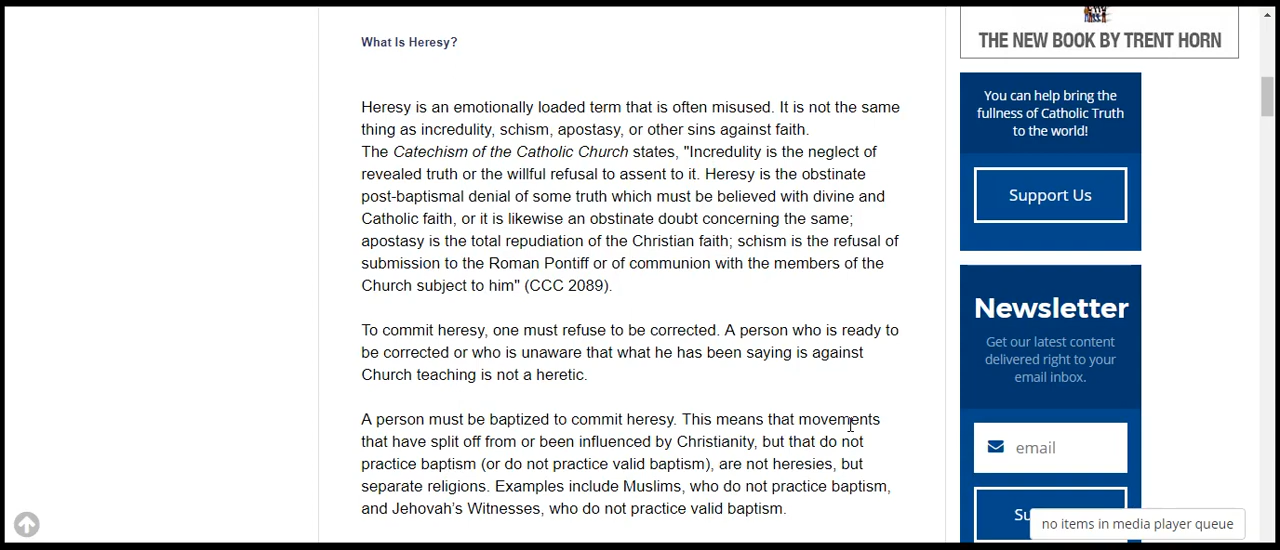 What Is Heresy?
Heresy is an emotionally loaded term that is often misused. It is not the same
thing as incredulity, schism, apostasy, or other sins against faith.
The Catechism of the Catholic Church states, "Incredulity is the neglect of
revealed truth or the willful refusal to assent to it. Heresy is the obstinate
post-baptismal denial of some truth which must be believed with divine and
Catholic faith, or it is likewise an obstinate doubt concerning the same;
apostasy is the total repudiation of the Christian faith; schism is the refusal of
submission to the Roman Pontiff or of communion with the members of the
Church subject to him" (CCC 2089).
To commit heresy, one must refuse to be corrected. A person who is ready to
be corrected or who is unaware that what he has been saying is against
Church teaching is not a heretic.
A person must be baptized to commit heresy. This means that movements
that have split off from or been influenced by Christianity, but that do not
practice baptism (or do not practice valid baptism), are not heresies, but
separate religions. Examples include Muslims, who do not practice baptism,
and Jehovah's Witnesses, who do not practice valid baptism.
THE NEW BOOK BY TRENT HORN
You can help bring the
fullness of Catholic Truth
to the world!
Support Us
Newsletter
Get our latest content
delivered right to your
email inbox.
email
Su
no items in media player queue